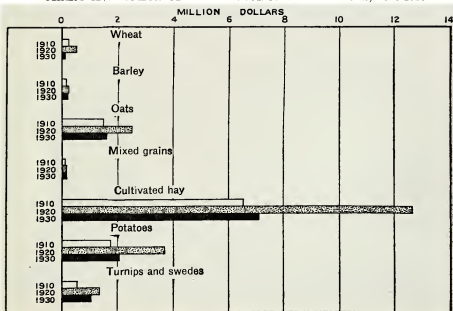 MILLION DOLLARS
0 2 4 6 8 10 12 14
Wheat
1910
1920
1930
Barley
1910
1920
1930
Oats
1910
1920
1930
Mixed grains
1910
1920
1930
Cultivated hay
1910
1920
1930
Potatoes
1910
1920
1930
Turnips and swedes
1910
1920
1930